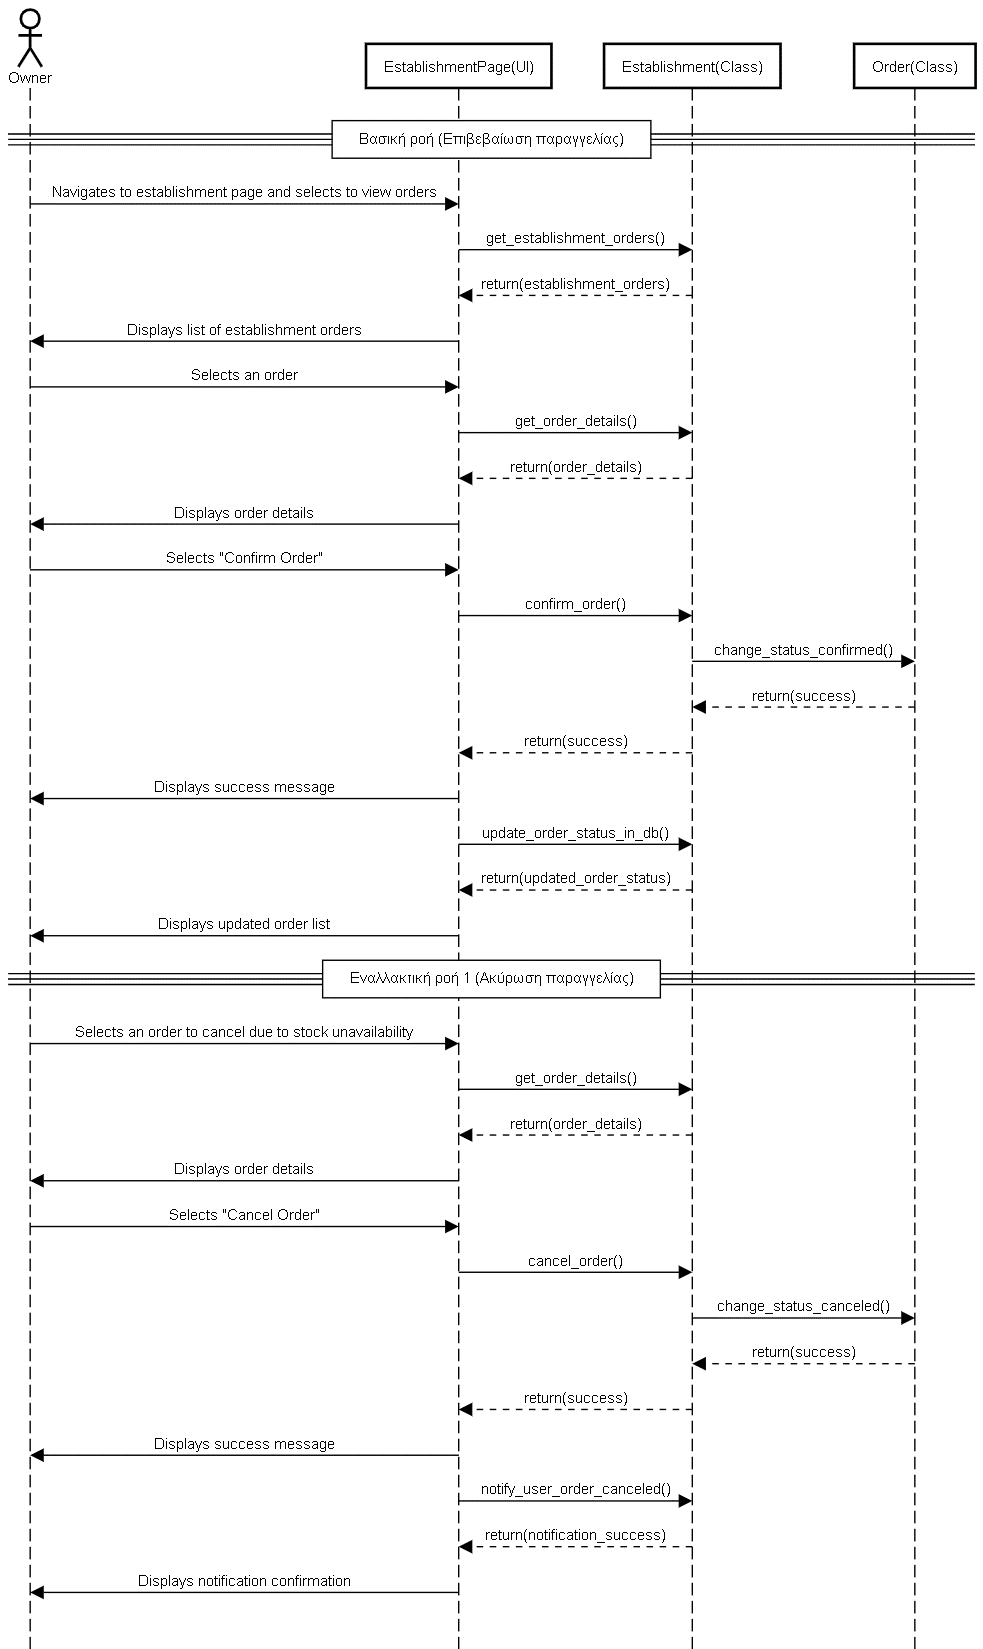 Owner
EstablishmentPage(UI)
Establishment(Class)
Order(Class)
Βασική ροή (Επιβεβαίωση παραγγελίας)
Navigates to establishment page and selects to view orders
get_establishment_orders()
return(establishment_orders)
Displays list of establishment orders
Selects an order
get_order_details()
return(order_details)
Displays order details
Selects "Confirm Order"
confirm_order()
change_status_confirmed()
return(success)
return(success)
Displays success message
update_order_status_in_db()
return(updated_order_status)
Displays updated order list
Εναλλακτική ροή 1 (Ακύρωση παραγγελίας)
Selects an order to cancel due to stock unavailability
get_order_details()
return(order_details)
Displays order details
Selects "Cancel Order"
cancel_order()
change_status_canceled()
return(success)
return(success)
Displays success message
notify_user_order_canceled()
return(notification_success)
Displays notification confirmation